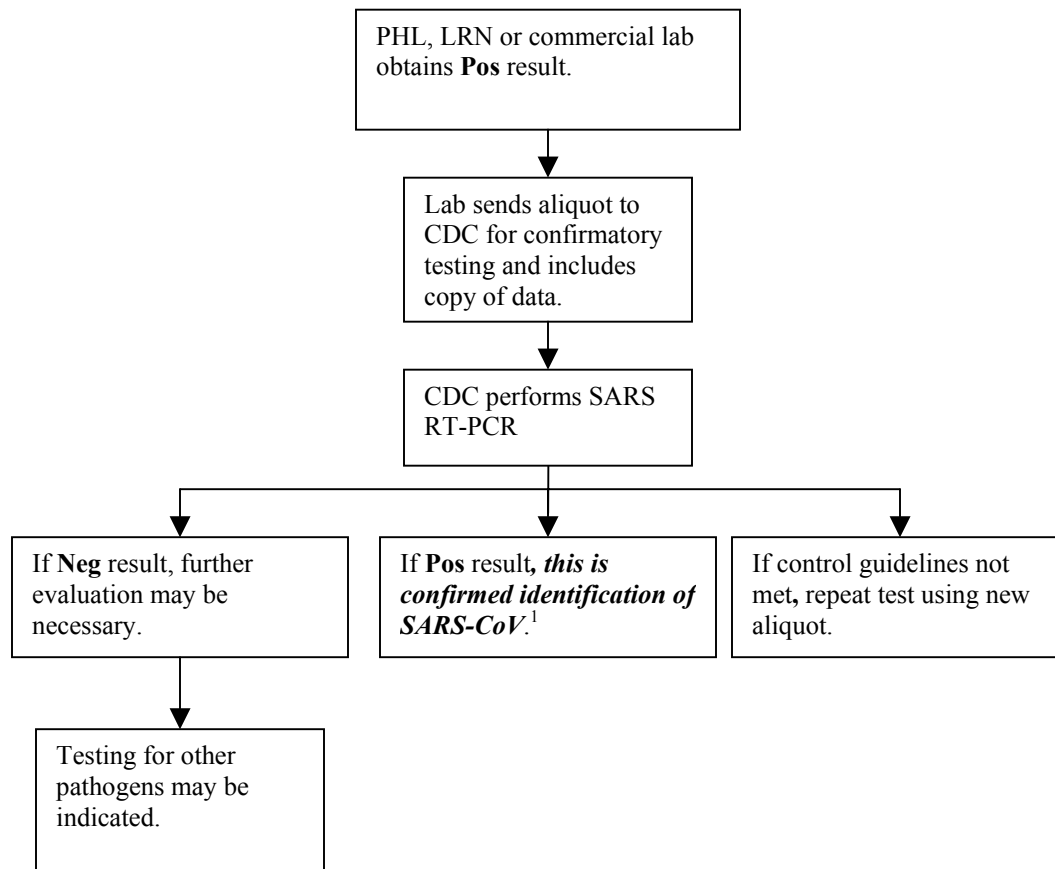 PHL, LRN or commercial lab
obtains Pos result.
Lab sends aliquot to
CDC for confirmatory
testing and includes
copy of data.
CDC performs SARS
RT-PCR
If Neg result, further
evaluation may be
necessary.
If Pos result, this is
confirmed identification of
SARS-CoV.1
If control guidelines not
met, repeat test using new
aliquot.
Testing for other
pathogens may be
indicated.